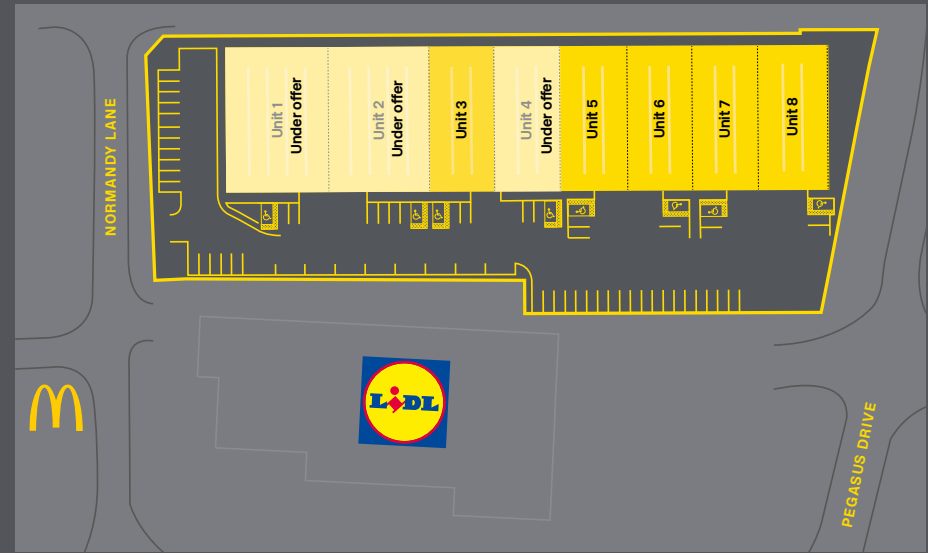 NORMANDY LANE
Unit 1
Under offer
Unit 2
Under offer
Unit 3
Unit 4
Under offer
Unit 5
Unit 6
Unit 7
Unit 8
LIDL
PEGASUS DRIVE